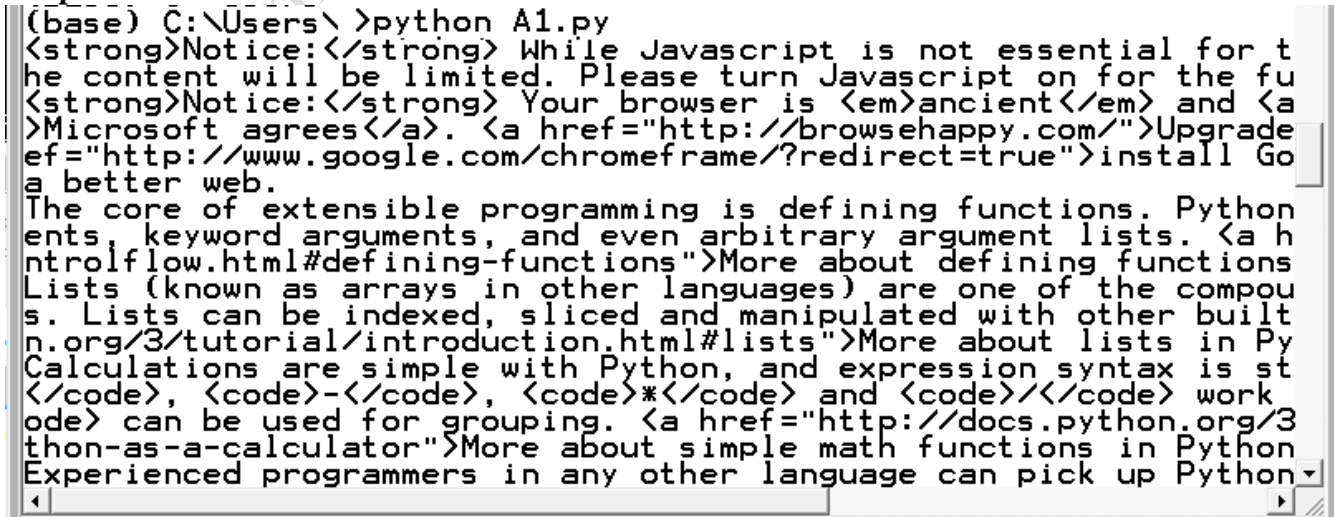 (base) C:\Users\ >python A1.py
<strong>Notice:</strong> While Javascript is not essential for t
he content will be limited. Please turn Javascript on for the fu
<strong>Notice:</strong> Your browser is <em>ancient</em> and <a
>Microsoft agrees</a>. <a href="http://browsehappy.com/">Upgrade
ef="http://www.google.com/chromeframe/?redirect=true">install Go
a better web.
The core of extensible programming is defining functions. Python
ents, keyword arguments, and even arbitrary argument lists. <a h
ntrolflow.html#defining-functions">More about defining functions
Lists (known as arrays in other languages) are one of the compou
s. Lists can be indexed, sliced and manipulated with other built
n.org/3/tutorial/introduction.html#lists">More about lists in Py
Calculations are simple with Python, and expression syntax is st
</code>, <code>-</code>, <code>*</code> and <code>/</code> work
ode> can be used for grouping. <a href="http://docs.python.org/3
thon-as-a-calculator">More about simple math functions in Python
Experienced programmers in any other language can pick up Python